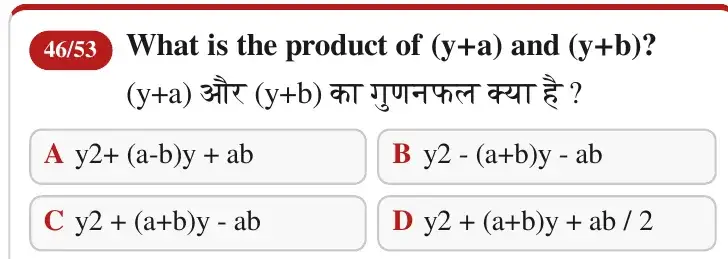 46/53 What is the product of (y+a) and (y+b)?
(y+a) और (y+b) का गुणनफल क्या है ?
A y2+ (a-b)y + ab
B y2 - (a+b)y - ab
C y2 + (a+b)y - ab
D y2 + (a+b)y + ab / 2